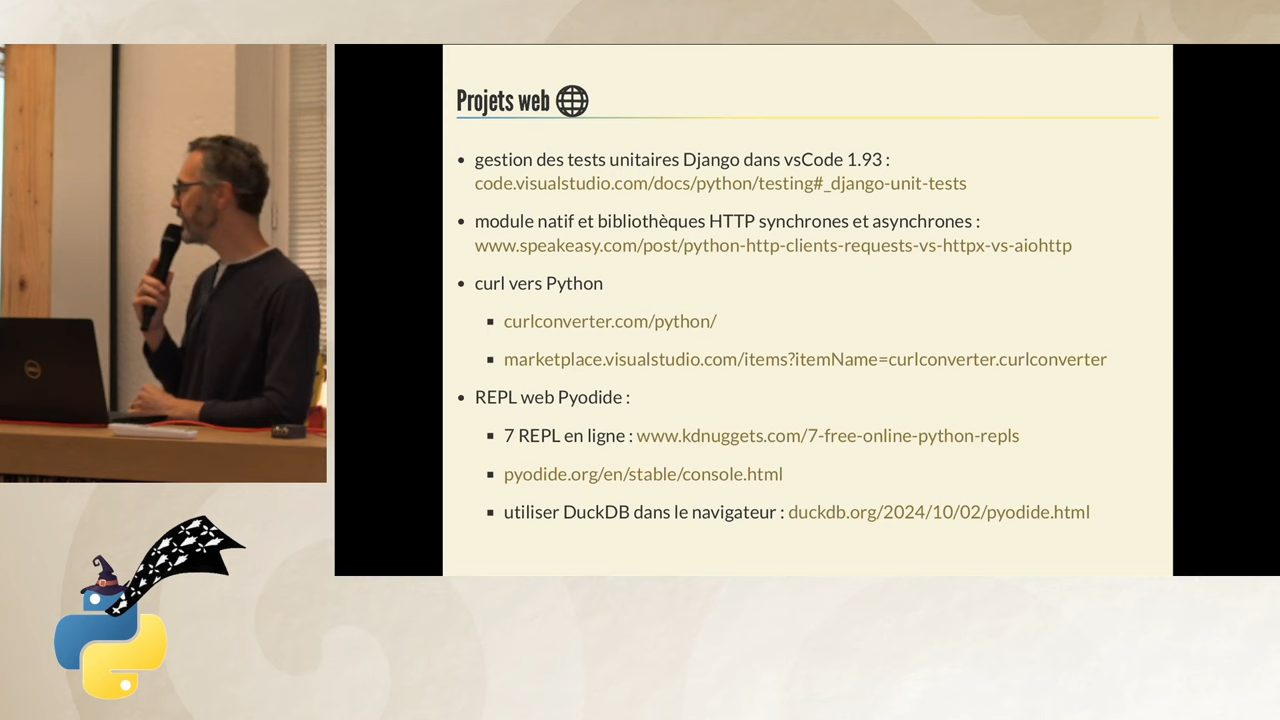 Projets web
gestion des tests unitaires Django dans vsCode 1.93 :
code.visualstudio.com/docs/python/testing#_django-unit-tests
module natif et bibliothèques HTTP synchrones et asynchrones :
www.speakeasy.com/post/python-http-clients-requests-vs-httpx-vs-aiohttp
curl vers Python
curlconverter.com/python/
marketplace.visualstudio.com/items?itemName=curlconverter.curlconverter
REPL web Pyodide :
7 REPL en ligne : www.kdnuggets.com/7-free-online-python-repls
pyodide.org/en/stable/console.html
utiliser DuckDB dans le navigateur : duckdb.org/2024/10/02/pyodide.html